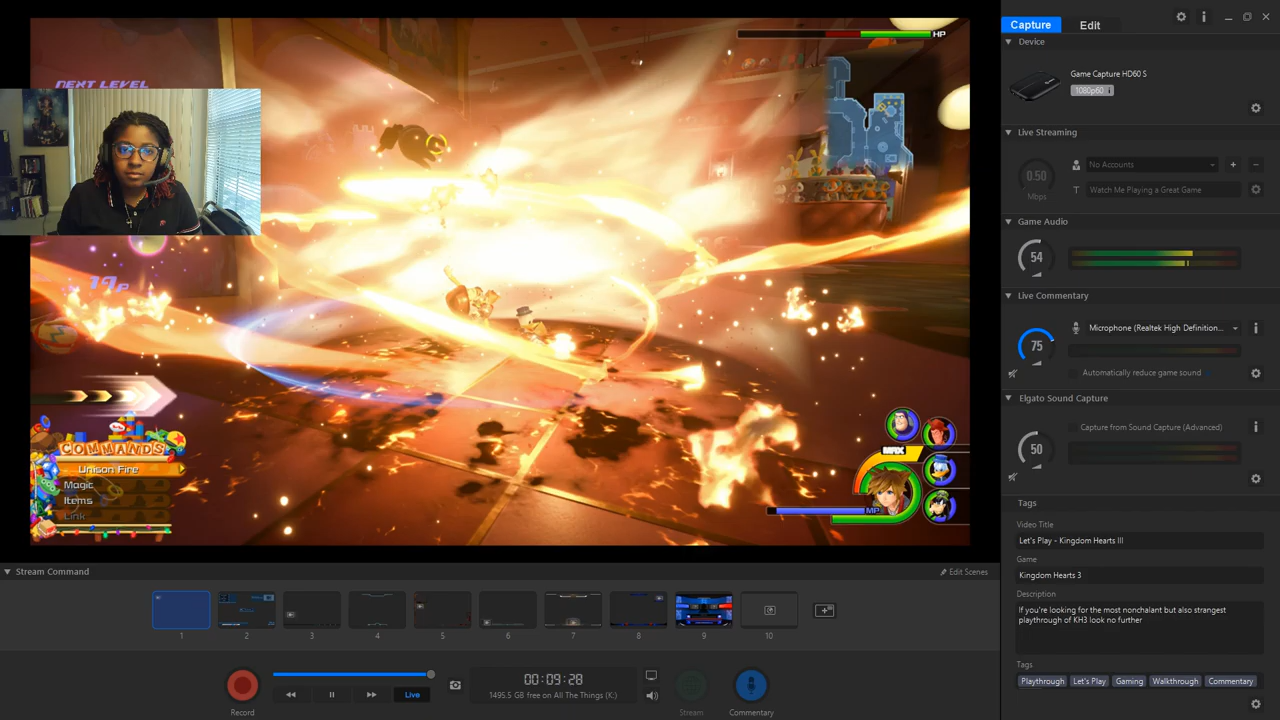 Capture
Edit
Device
Game Capture HD60 S
1080p60
Live Streaming
0.50
Mbps
No Accounts
T
Watch Me Playing a Great Game
Game Audio
54
Live Commentary
75
Microphone (Realtek High Definition...
Automatically reduce game sound
Elgato Sound Capture
50
Capture from Sound Capture (Advanced)
Tags
Video Title
Let's Play - Kingdom Hearts III
Game
Kingdom Hearts 3
Description
If you're looking for the most nonchalant but also strangest
playthrough of KH3 look no further
Tags
Playthrough
Let's Play
Gaming
Walkthrough
Commentary
NEXT LEVEL
HP
19P
COMMANDS
Unison Fire
Magic
Items
Link
MAX
MP
Stream Command
Edit Scenes
1
2
3
4
5
6
7
8
9
10
Record
Live
00:09:28
1495.5 GB free on All The Things (K:)
Stream
Commentary